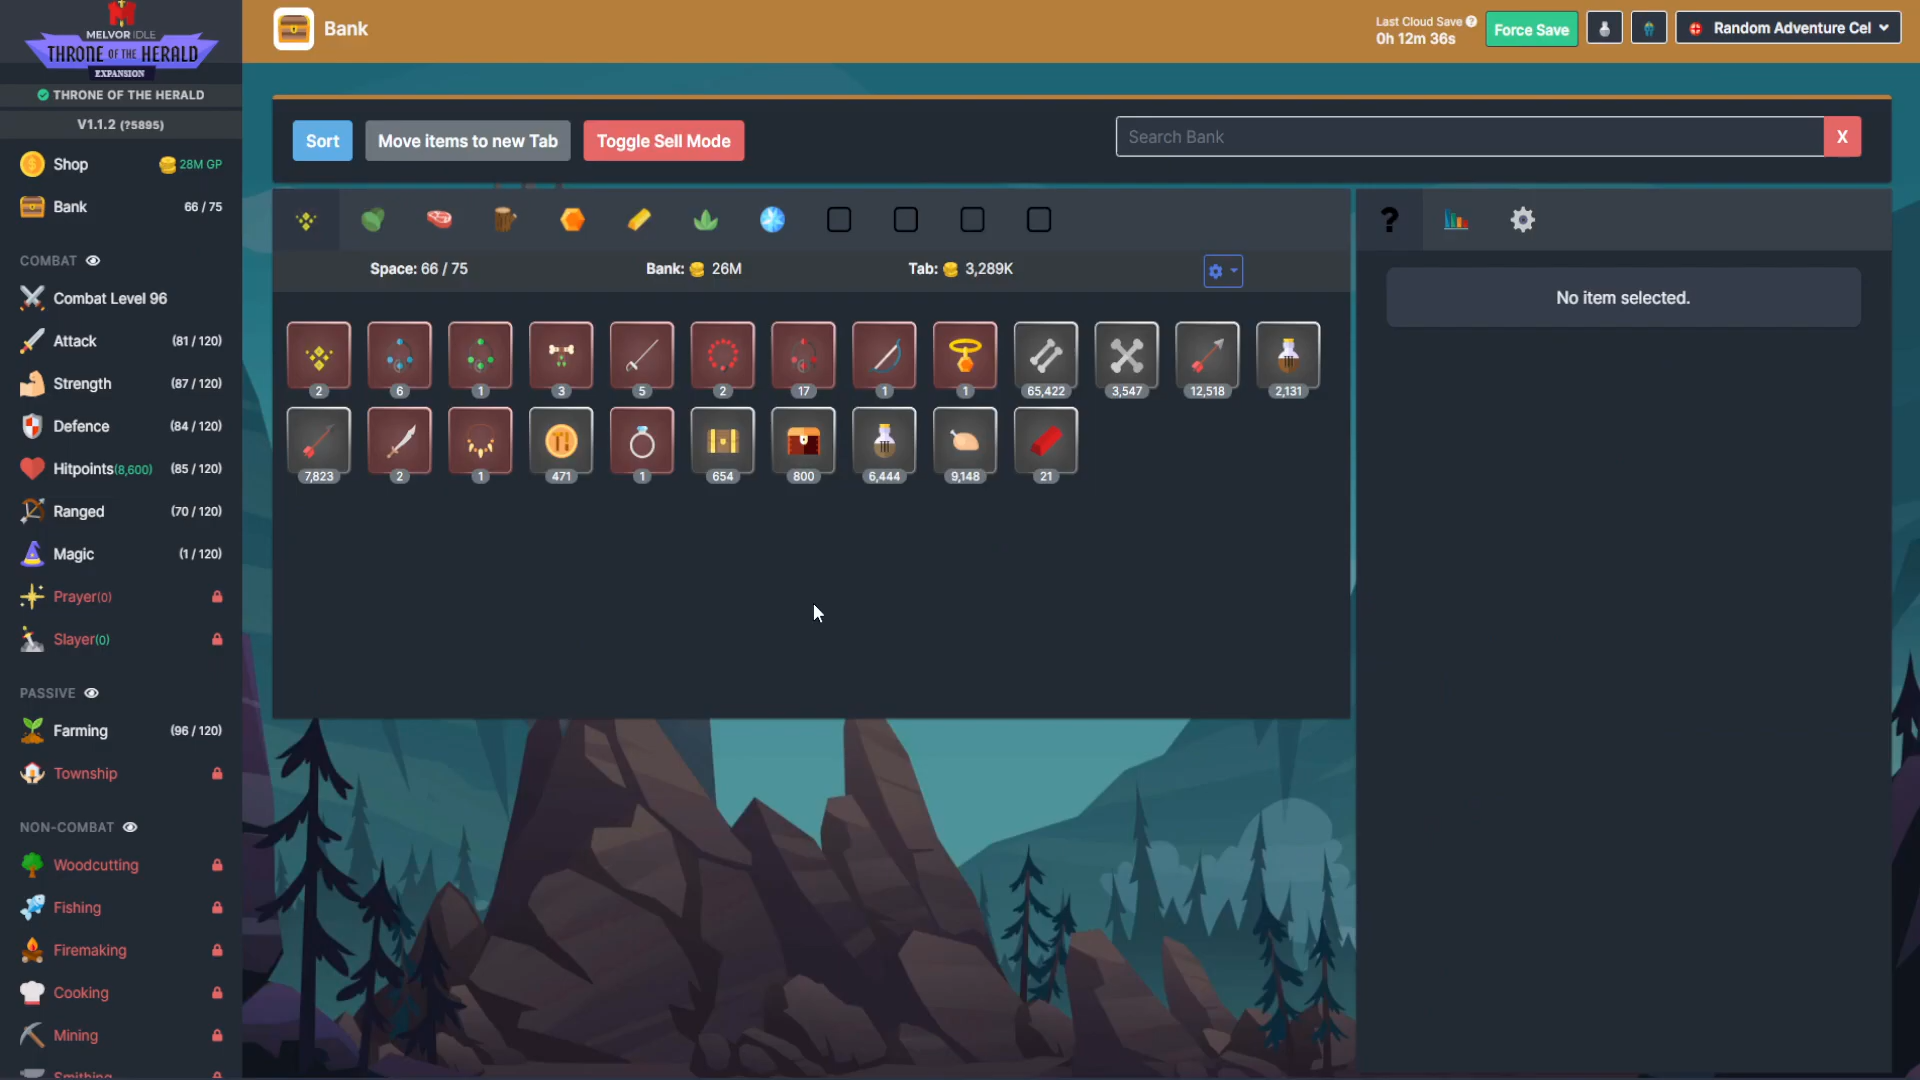 MELVOR IDLE
THRONE OF THE HERALD
EXPANSION
THRONE OF THE HERALD
V1.1.2 (?5895)
Shop 28M GP
Bank 66 / 75
COMBAT
Combat Level 96
Attack (81 / 120)
Strength (87 / 120)
Defence (84 / 120)
Hitpoints(8,600) (85 / 120)
Ranged (70 / 120)
Magic (1 / 120)
Prayer(0)
Slayer(0)
PASSIVE
Farming (96 / 120)
Township
NON-COMBAT
Woodcutting
Fishing
Firemaking
Cooking
Mining
Smithing
Bank
Last Cloud Save ?
0h 12m 36s
Force Save
Random Adventure Cel
Sort
Move items to new Tab
Toggle Sell Mode
Search Bank
X
Space: 66 / 75
Bank: 26M
Tab: 3,289K
2 6 1 3 5 2 17 1 1 65,422 3,547 12,518 2,131
7,823 2 1 471 1 654 800 6,444 9,148 21
?
No item selected.